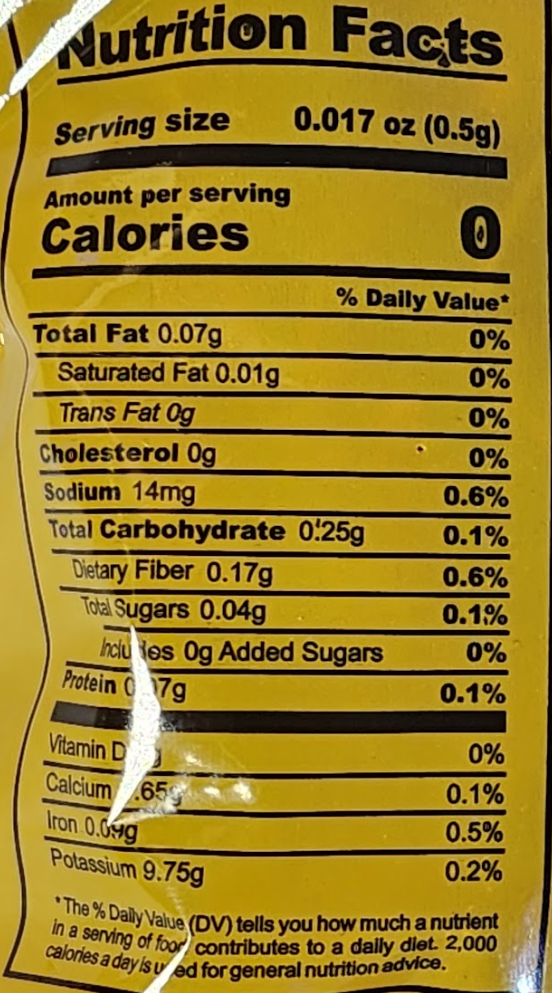 Nutrition Facts
Serving size 0.017 oz (0.5g)
Amount per serving
Calories 0
% Daily Value*
Total Fat 0.07g 0%
Saturated Fat 0.01g 0%
Trans Fat 0g 0%
Cholesterol 0g 0%
Sodium 14mg 0.6%
Total Carbohydrate 0.25g 0.1%
Dietary Fiber 0.17g 0.6%
Total Sugars 0.04g 0.1%
Includes 0g Added Sugars 0%
Protein 0.1%
Vitamin D 0%
Calcium 0.1%
Iron 0.5%
Potassium 9.75g 0.2%
*The % Daily Value (DV) tells you how much a nutrient
in a serving of food contributes to a daily diet. 2,000
calories a day is used for general nutrition advice.